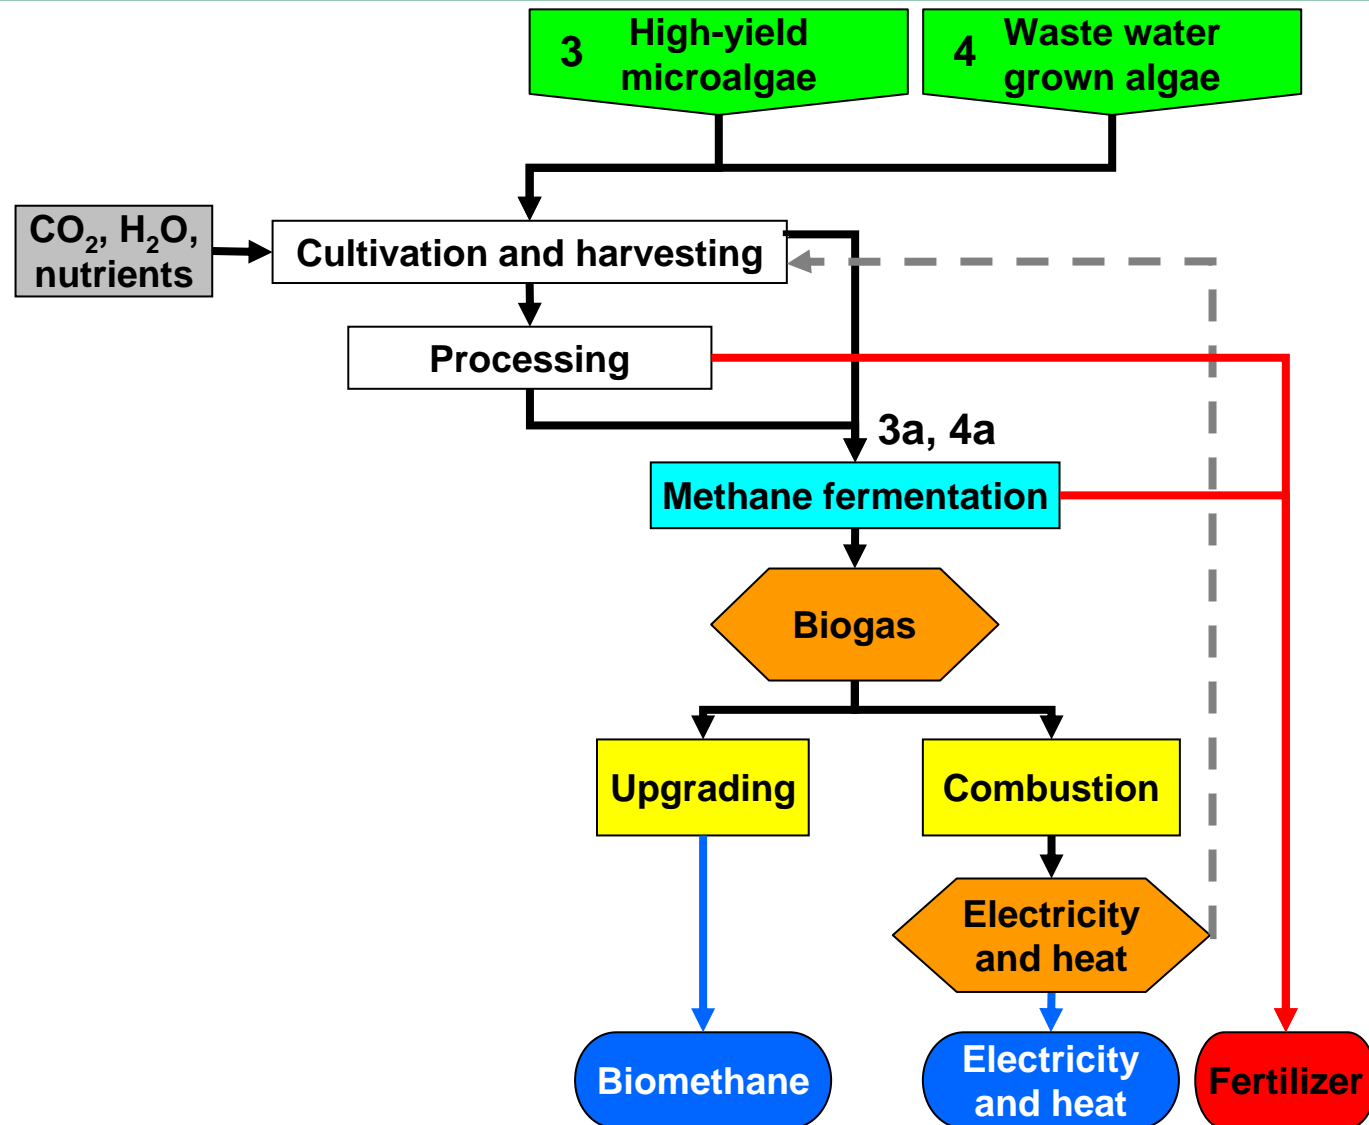 3
High-yield
microalgae
4
Waste water
grown algae
CO₂, H₂O,
nutrients
Cultivation and harvesting
Processing
3a, 4a
Methane fermentation
Biogas
Upgrading
Combustion
Electricity
and heat
Biomethane
Electricity
and heat
Fertilizer